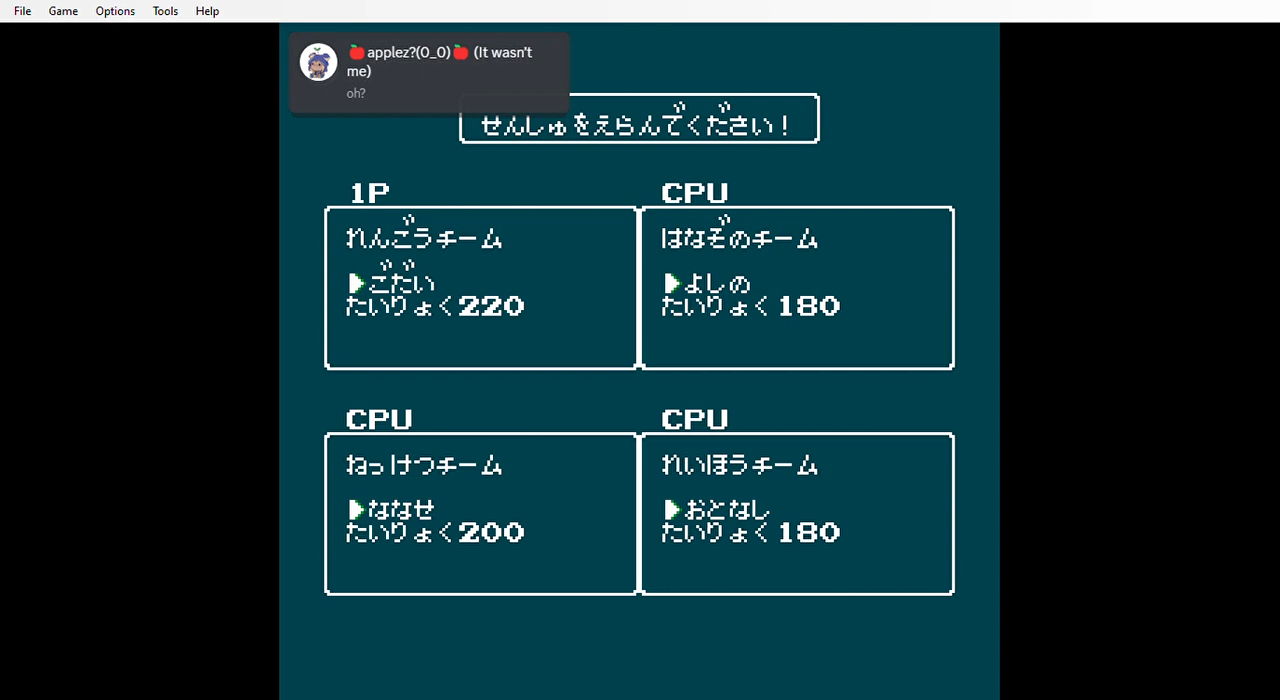 File Game Options Tools Help
🍎applez?(0_0)🍎 (It wasn't
me)
oh?
せんしゅをえらんでください！
1P
れんごうチーム
▶ごだい
たいりょく220
CPU
はなぞのチーム
▶よしの
たいりょく180
CPU
ねっけつチーム
▶ななせ
たいりょく200
CPU
れいほうチーム
▶おとなし
たいりょく180